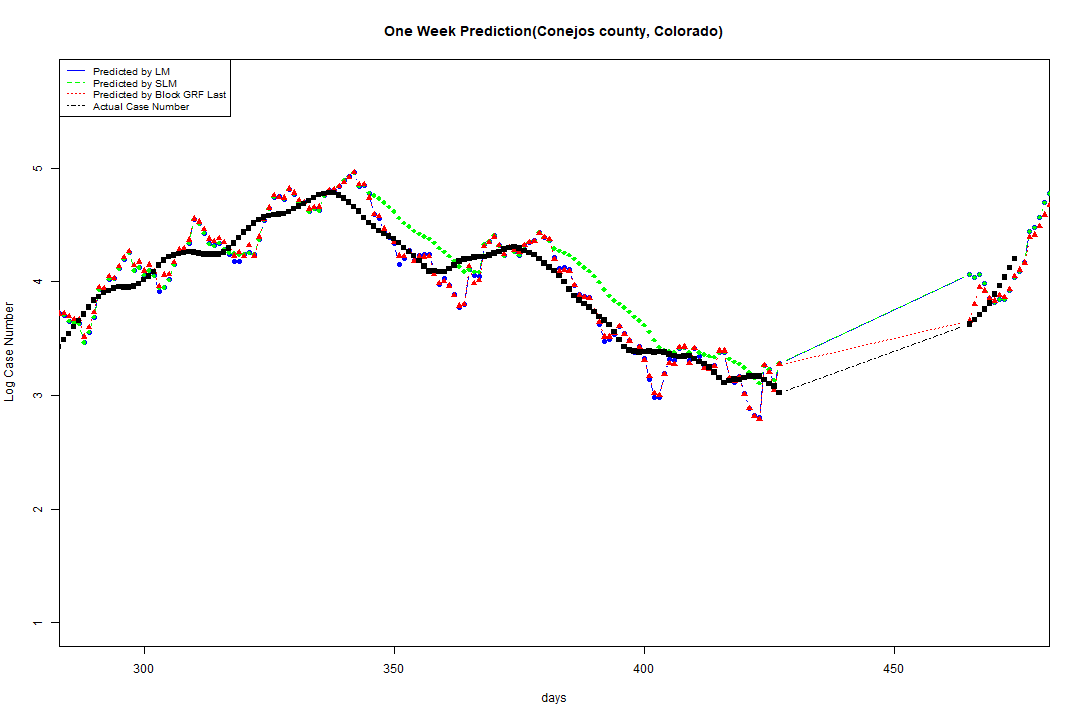 One Week Prediction(Conejos county, Colorado)
Predicted by LM
Predicted by SLM
Predicted by Block GRF Last
Actual Case Number
5
4
3
2
1
Log Case Number
300
350
400
450
days